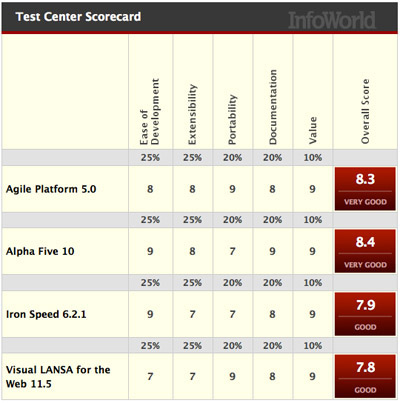 Test Center Scorecard
InfoWorld
Ease of Development
Extensibility
Portability
Documentation
Value
Overall Score
25% 25% 20% 20% 10%
Agile Platform 5.0 8 8 9 8 9 8.3
VERY GOOD
25% 25% 20% 20% 10%
Alpha Five 10 9 8 7 9 9 8.4
VERY GOOD
25% 25% 20% 20% 10%
Iron Speed 6.2.1 9 7 7 8 9 7.9
GOOD
25% 25% 20% 20% 10%
Visual LANSA for the
Web 11.5 7 7 9 8 9 7.8
GOOD